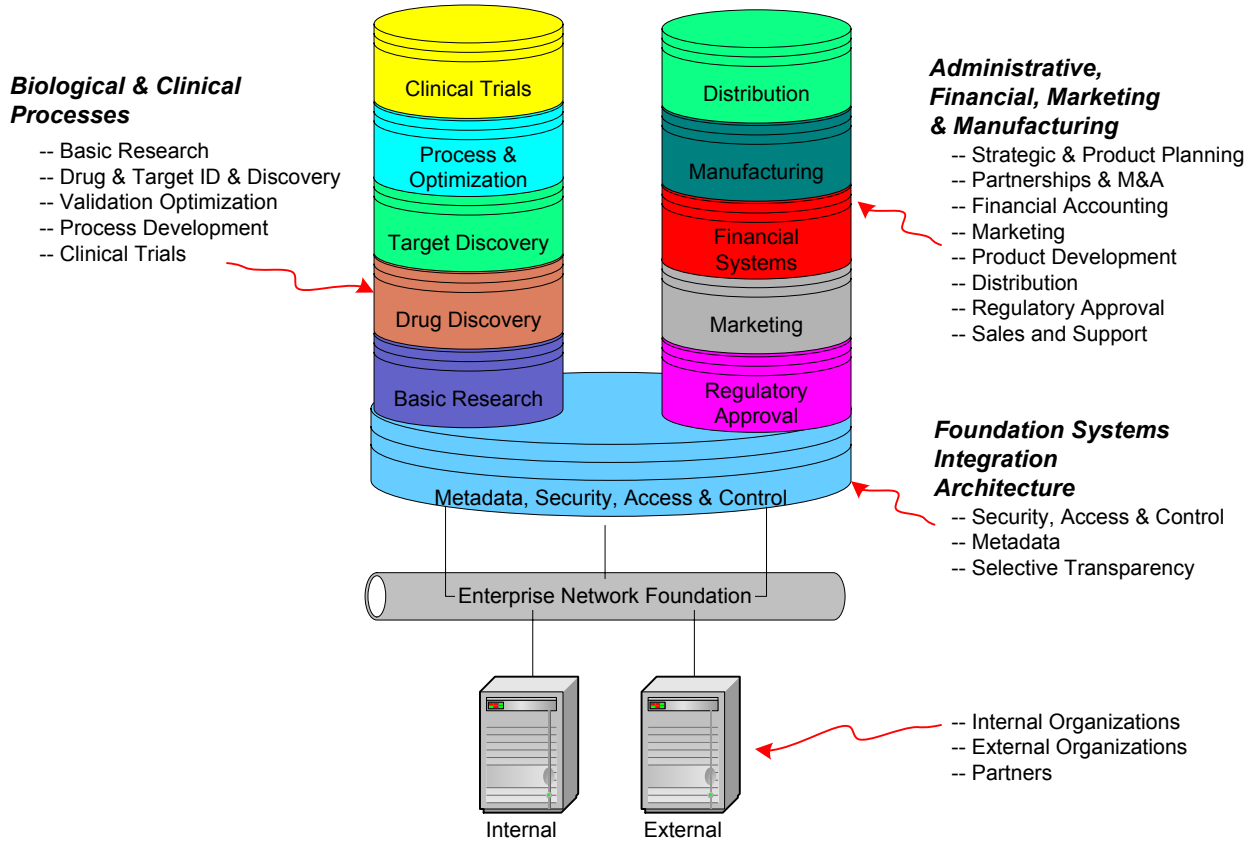 Biological & Clinical
Processes
-- Basic Research
-- Drug & Target ID & Discovery
-- Validation Optimization
-- Process Development
-- Clinical Trials
Clinical Trials
Process &
Optimization
Target Discovery
Drug Discovery
Basic Research
Distribution
Manufacturing
Financial
Systems
Marketing
Regulatory
Approval
Administrative,
Financial, Marketing
& Manufacturing
-- Strategic & Product Planning
-- Partnerships & M&A
-- Financial Accounting
-- Marketing
-- Product Development
-- Distribution
-- Regulatory Approval
-- Sales and Support
Metadata, Security, Access & Control
Foundation Systems
Integration
Architecture
-- Security, Access & Control
-- Metadata
-- Selective Transparency
Enterprise Network Foundation
-- Internal Organizations
-- External Organizations
-- Partners
Internal
External